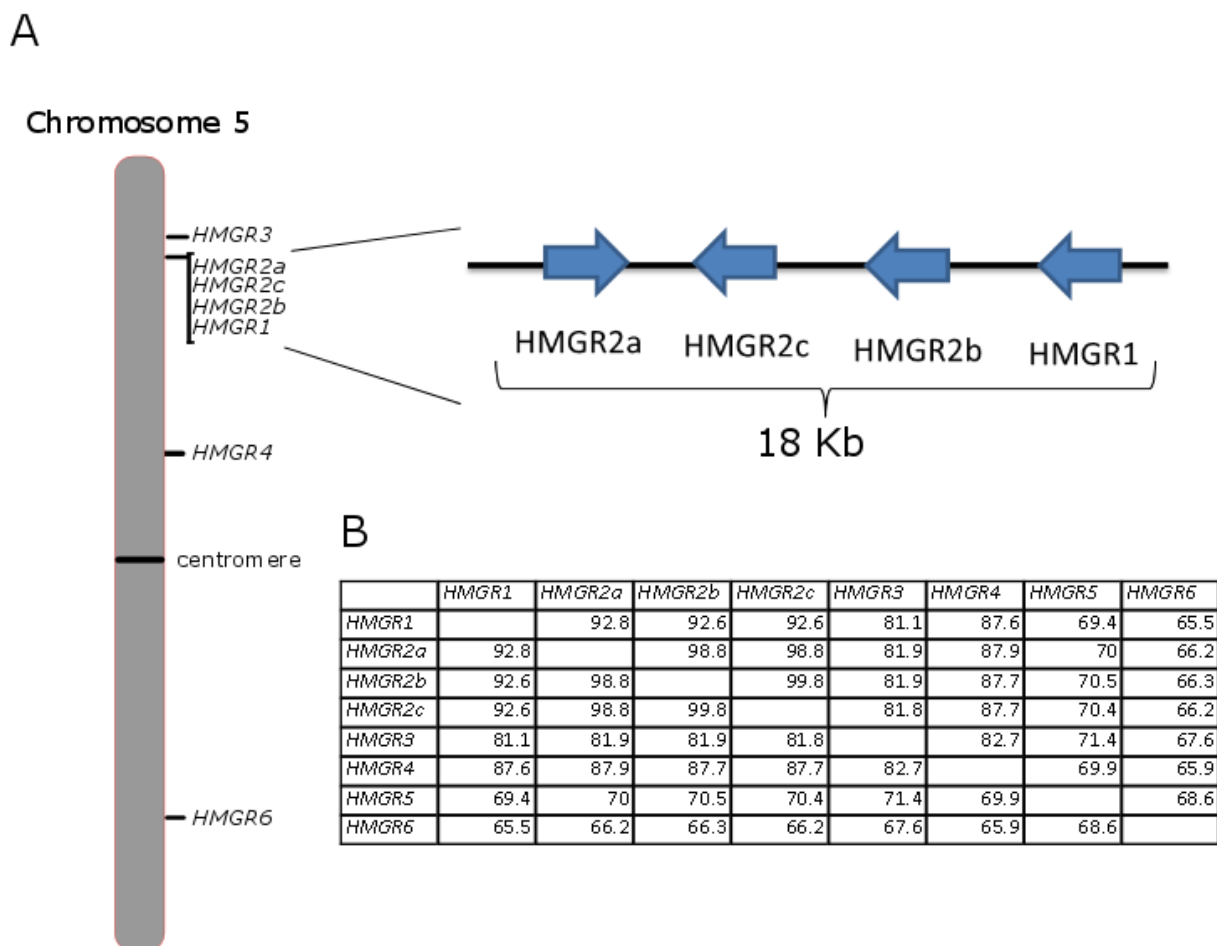 A
Chromosome 5
HMGR3
HMGR2a
HMGR2c
HMGR2b
HMGR1
HMGR4
centromere
HMGR6
HMGR2a HMGR2c HMGR2b HMGR1
18 Kb
B
HMGR1 HMGR2a HMGR2b HMGR2c HMGR3 HMGR4 HMGR5 HMGR6
HMGR1 92.8 92.6 92.6 81.1 87.6 69.4 65.5
HMGR2a 92.8 98.8 98.8 81.9 87.9 70 66.2
HMGR2b 92.6 98.8 99.8 81.9 87.7 70.5 66.3
HMGR2c 92.6 98.8 99.8 81.8 87.7 70.4 66.2
HMGR3 81.1 81.9 81.9 81.8 82.7 71.4 67.6
HMGR4 87.6 87.9 87.7 87.7 82.7 69.9 65.9
HMGR5 69.4 70 70.5 70.4 71.4 69.9 68.6
HMGR6 65.5 66.2 66.3 66.2 67.6 65.9 68.6